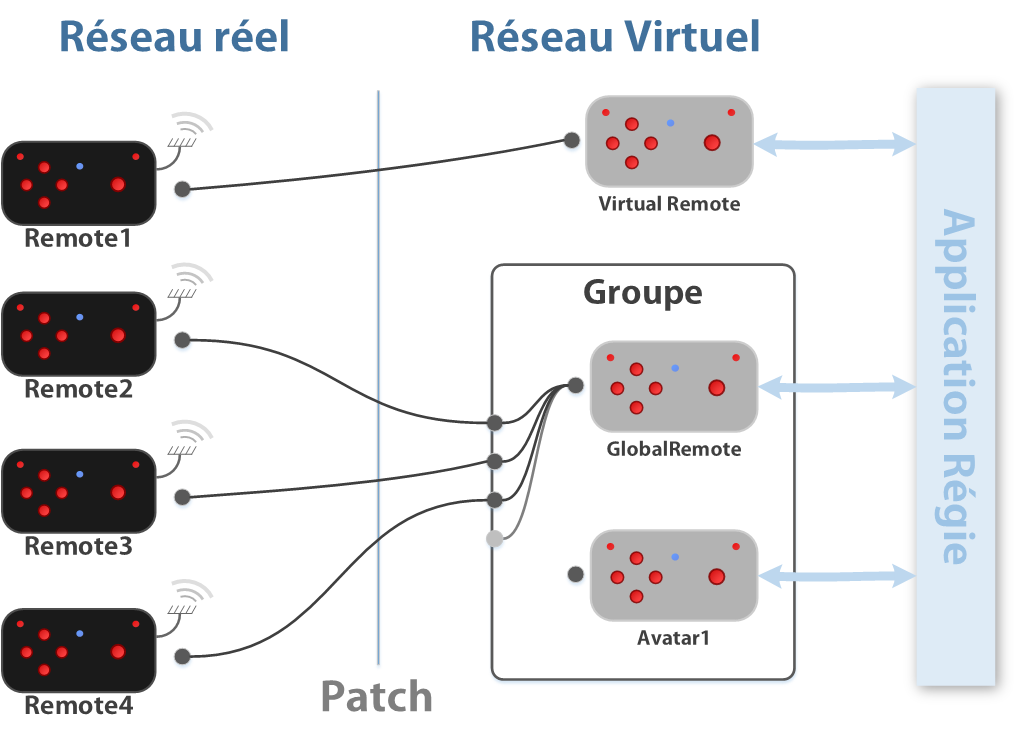 Réseau réel
Réseau Virtuel
Remote1
Virtual Remote
Remote2
Groupe
GlobalRemote
Remote3
Avatar1
Remote4
Patch
Application Régie